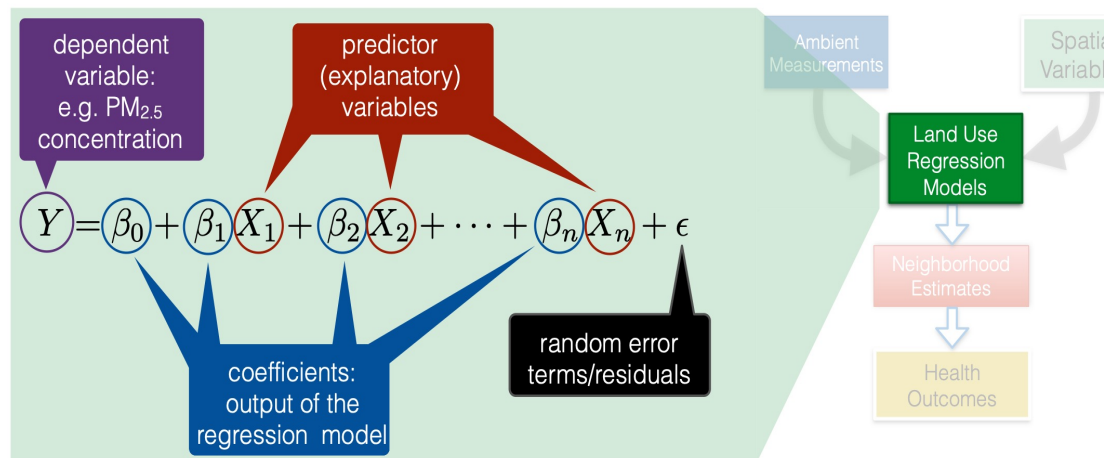 dependent
variable:
e.g. PM₂.₅
concentration
predictor
(explanatory)
variables
Y = β₀ + β₁X₁ + β₂X₂ + ⋯ + βₙXₙ + ϵ
coefficients:
output of the
regression model
random error
terms/residuals
Ambient
Measurements
Land Use
Regression
Models
Neighborhood
Estimates
Health
Outcomes